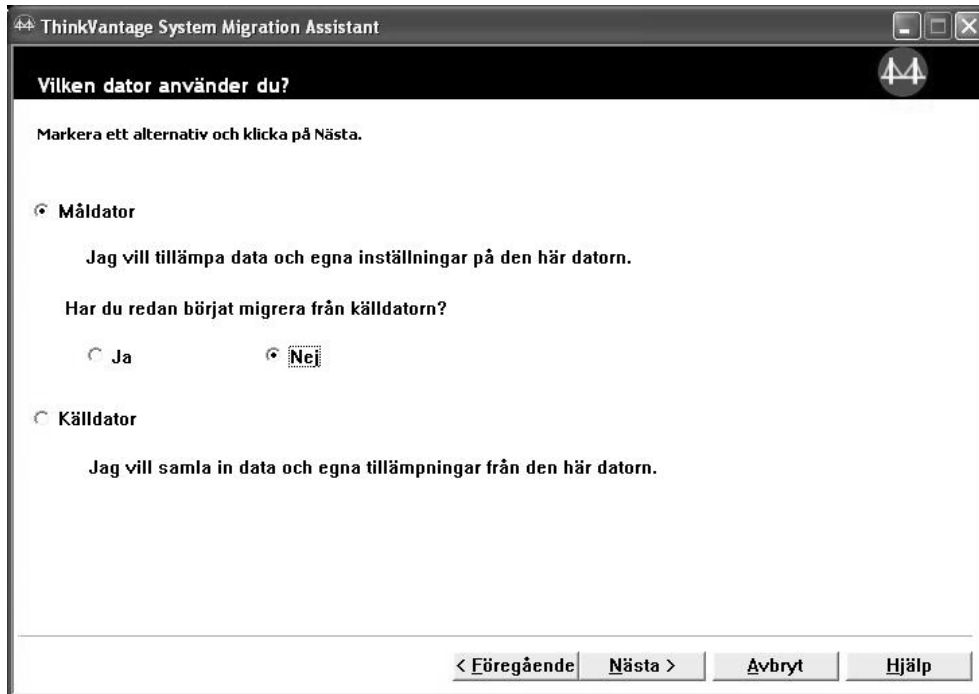 ThinkVantage System Migration Assistant
Vilken dator använder du?
Markera ett alternativ och klicka på Nästa.
Måldator
Jag vill tillämpa data och egna inställningar på den här datorn.
Har du redan börjat migrera från källdatorn?
Ja Nej
Källdator
Jag vill samla in data och egna tillämpningar från den här datorn.
< Föregående Nästa > Avbryt Hjälp